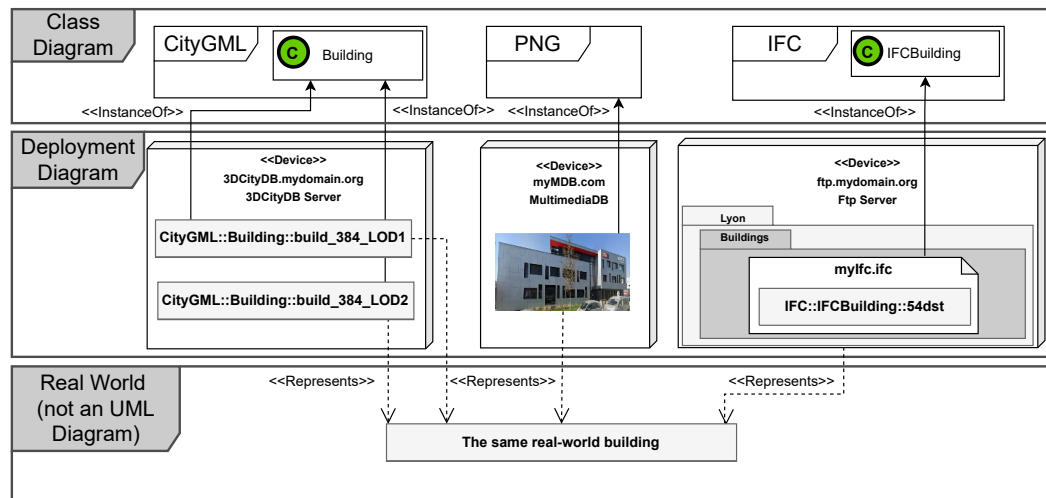 Class
Diagram
CityGML
C
Building
PNG
IFC
C
IFCBuilding
<<InstanceOf>>
<<InstanceOf>>
<<InstanceOf>>
<<InstanceOf>>
Deployment
Diagram
<<Device>>
3DCityDB.mydomain.org
3DCityDB Server
CityGML::Building::build_384_LOD1
CityGML::Building::build_384_LOD2
<<Device>>
myMDB.com
MultimediaDB
<<Device>>
ftp.mydomain.org
Ftp Server
Lyon
Buildings
myIfc.ifc
IFC::IFCBuilding::54dst
Real World
(not an UML
Diagram)
<<Represents>>
<<Represents>>
<<Represents>>
The same real-world building